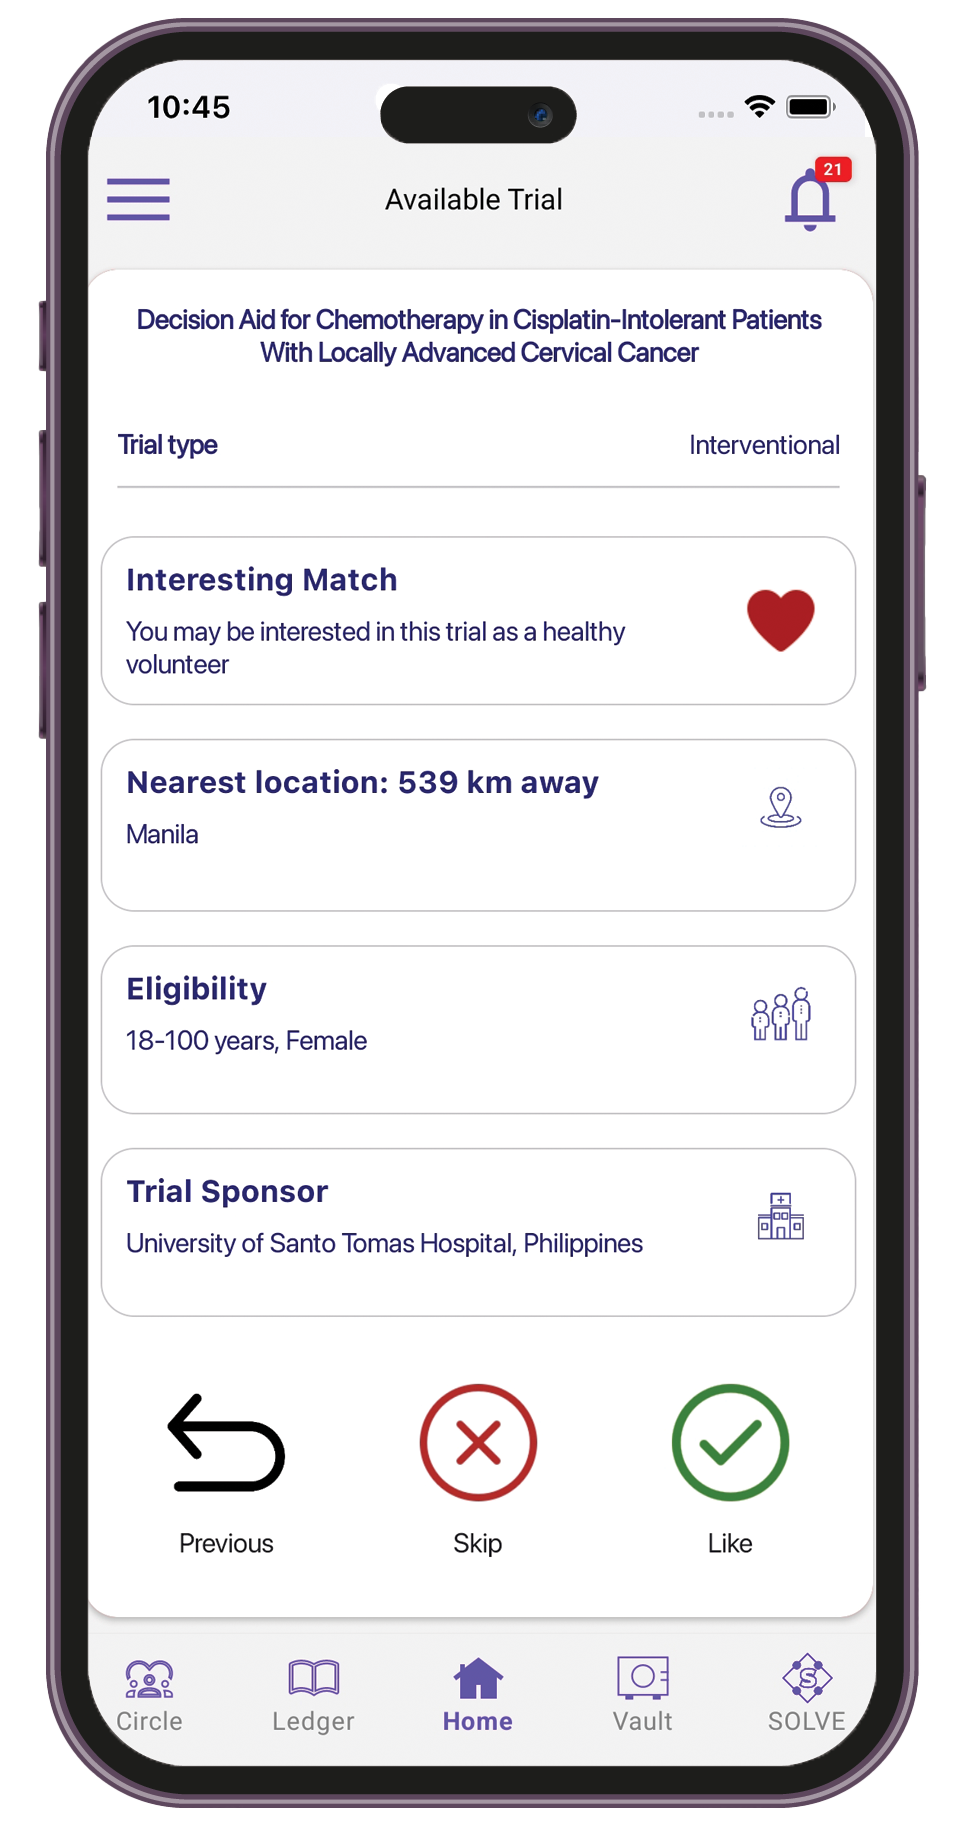 10:45
21
Available Trial
Decision Aid for Chemotherapy in Cisplatin-Intolerant Patients
With Locally Advanced Cervical Cancer
Trial type
Interventional
Interesting Match
You may be interested in this trial as a healthy
volunteer
Nearest location: 539 km away
Manila
Eligibility
18-100 years, Female
Trial Sponsor
University of Santo Tomas Hospital, Philippines
Previous
Skip
Like
S
Circle
Ledger
Home
Vault
SOLVE